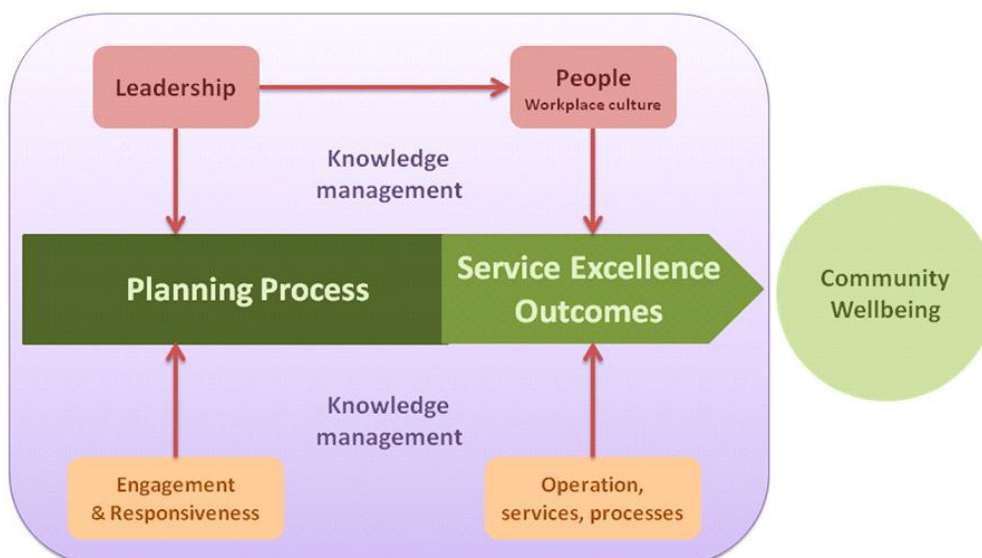 Leadership
People
Workplace culture
Knowledge
management
Planning Process
Service Excellence
Outcomes
Community
Wellbeing
Knowledge
management
Engagement
& Responsiveness
Operation,
services, processes